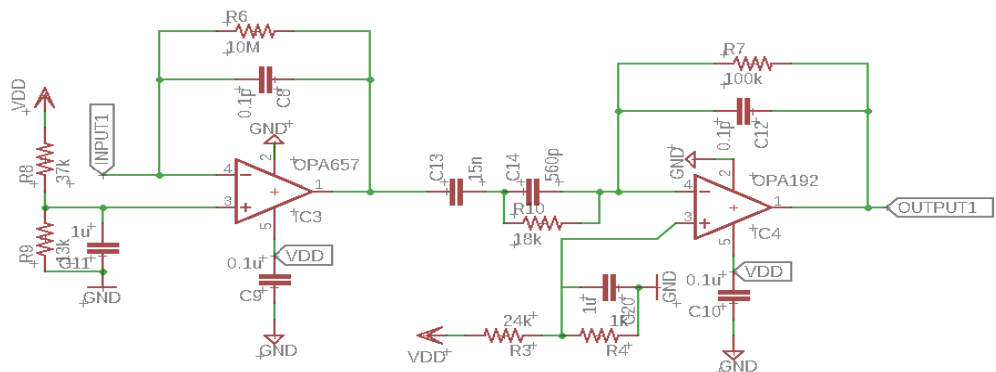 R6
10M
0.1p
C8
VDD
INPUT1
R8
37k
GND
2
OPA657
4
3
1
5
IC3
1u
C11
R9
13k
GND
VDD
0.1u
C9
GND
C13
15n
C14
560p
R10
18k
R7
100k
0.1p
C12
GND
2
OPA192
4
3
1
5
IC4
OUTPUT1
VDD
0.1u
C10
GND
1u
C20
GND
24k
R3
1k
R4
VDD